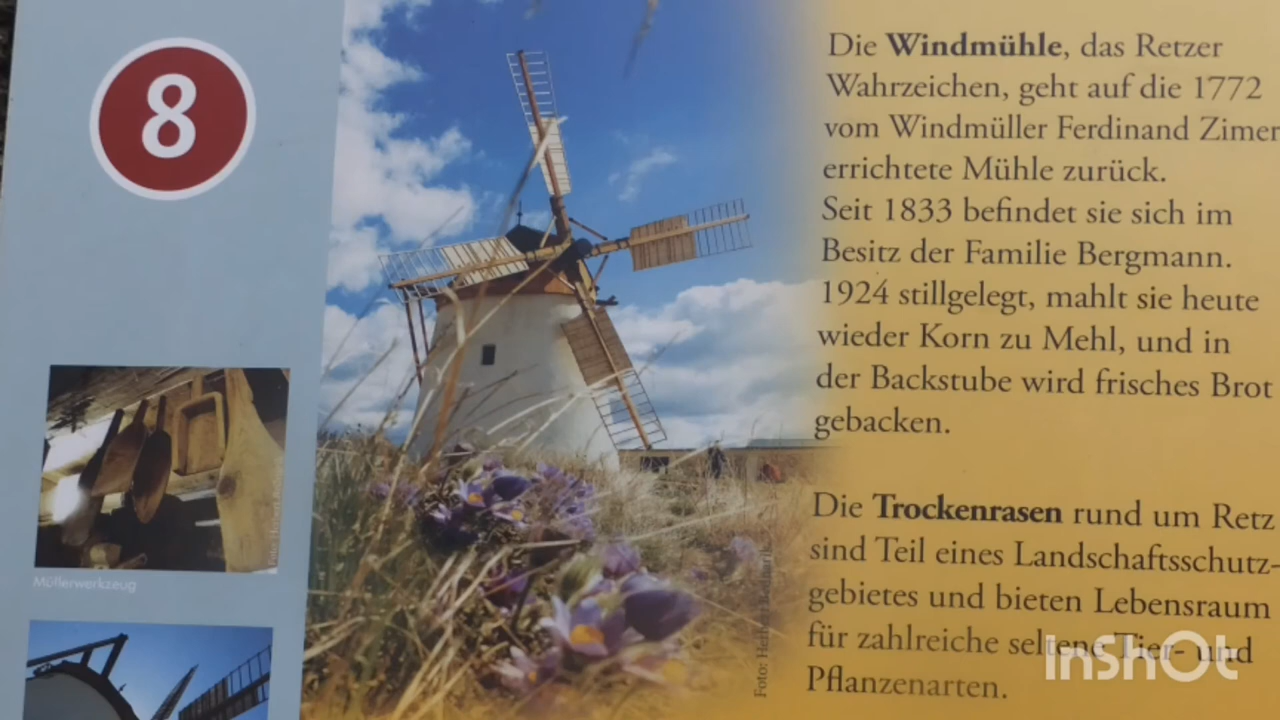 8
Die Windmühle, das Retzer
Wahrzeichen, geht auf die 1772
vom Windmüller Ferdinand Zimer
errichtete Mühle zurück.
Seit 1833 befindet sie sich im
Besitz der Familie Bergmann.
1924 stillgelegt, mahlt sie heute
wieder Korn zu Mehl, und in
der Backstube wird frisches Brot
gebacken.
Die Trockenrasen rund um Retz
sind Teil eines Landschaftsschutz-
gebietes und bieten Lebensraum
für zahlreiche seltene Tier- und
Pflanzenarten.
Müllerwerkzeug
Foto:
InShOt